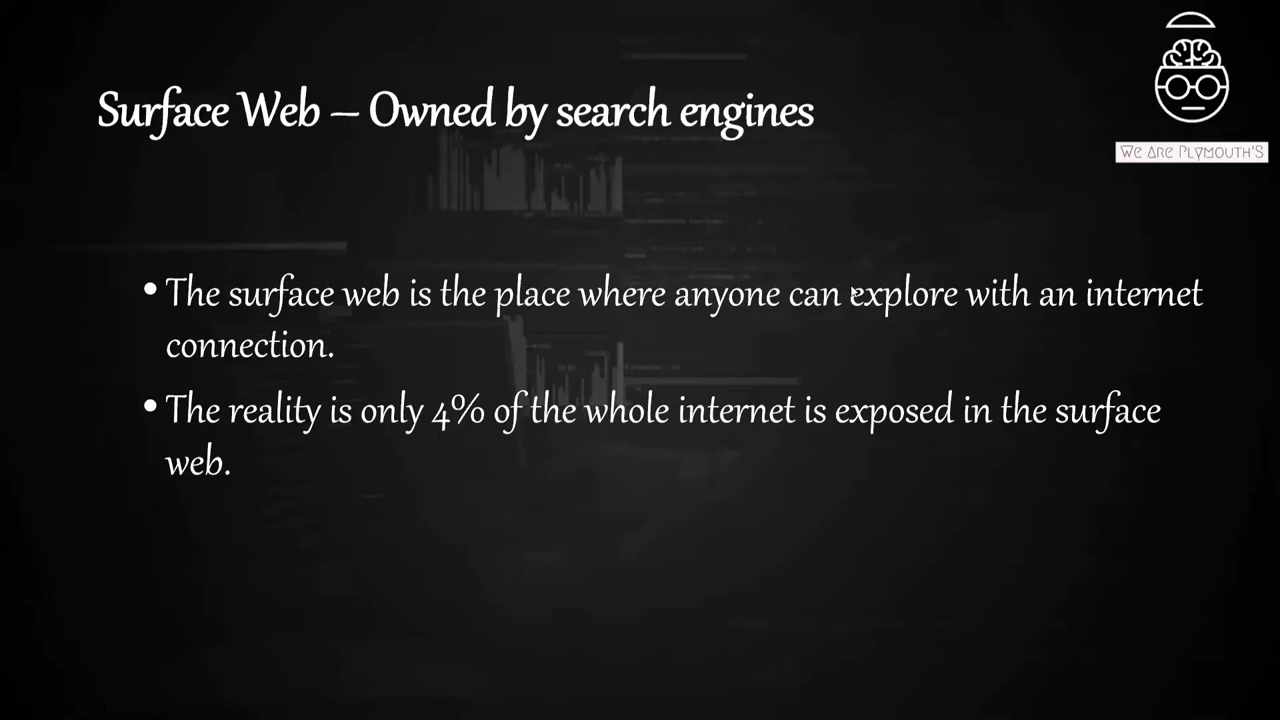 Surface Web – Owned by search engines
We Are Plymouth's
• The surface web is the place where anyone can explore with an internet
connection.
• The reality is only 4% of the whole internet is exposed in the surface
web.